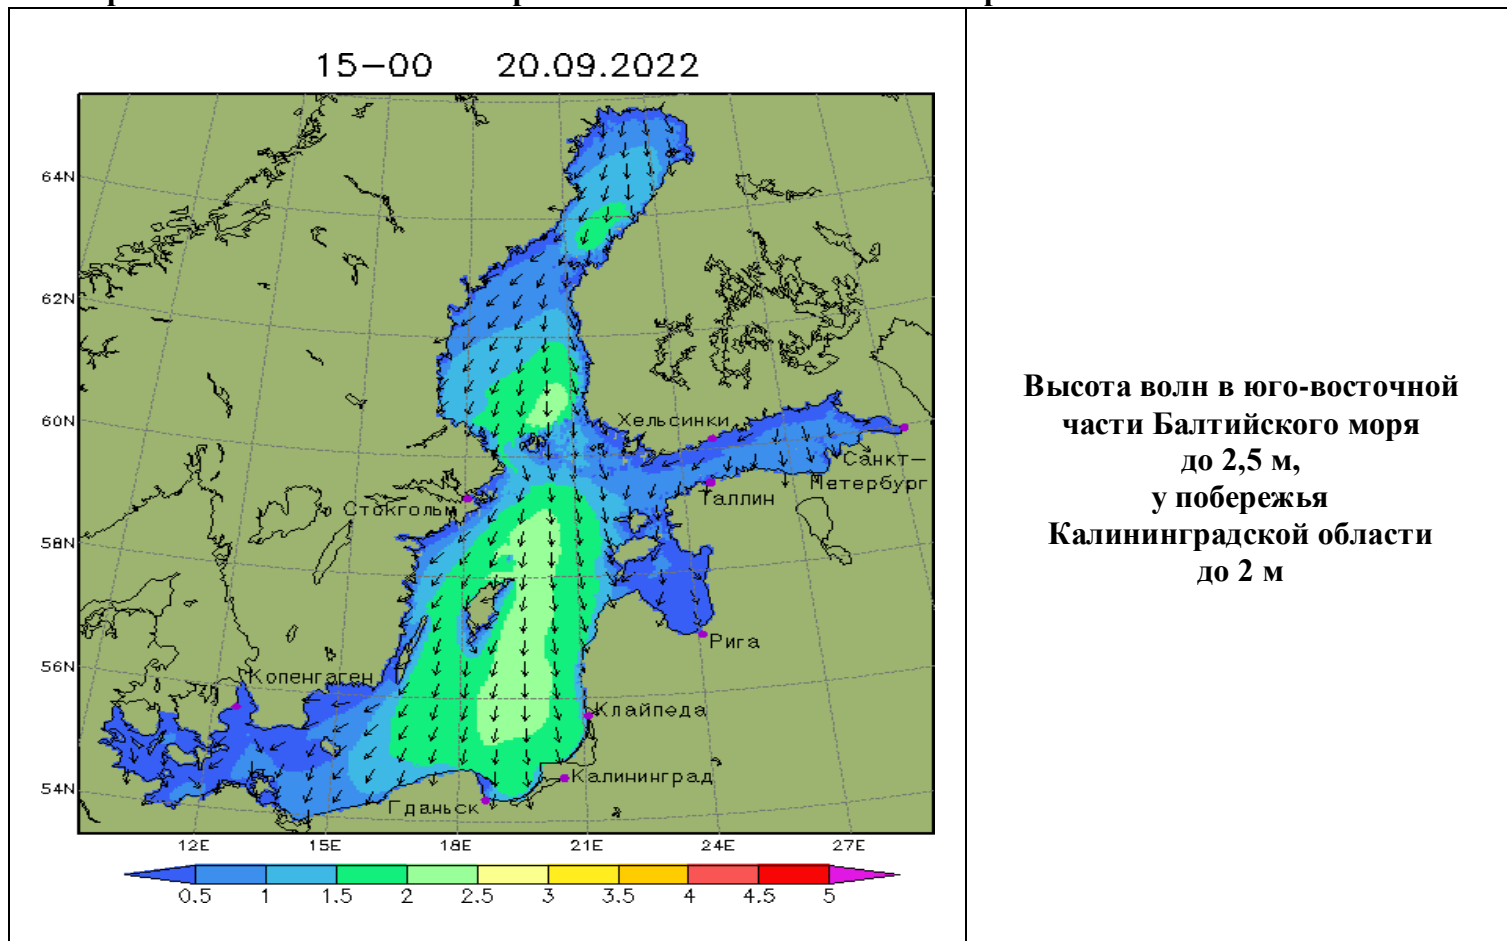 15-00 20.09.2022
64N
62N
60N
58N
56N
54N
Хельсинки
Санкт-
Петербург
Таллин
Стокгольм
Рига
Копенгаген
Клайпеда
Калининград
Гданьск
12E 15E 18E 21E 24E 27E
0.5 1 1.5 2 2.5 3 3.5 4 4.5 5
Высота волн в юго-восточной
части Балтийского моря
до 2,5 м,
у побережья
Калининградской области
до 2 м